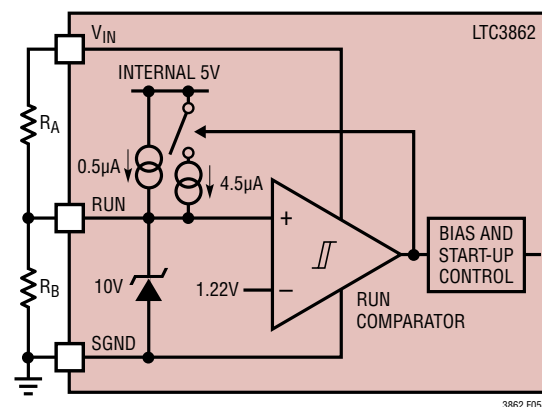 VIN
LTC3862
INTERNAL 5V
RA
0.5µA
4.5µA
RUN
+
BIAS AND
START-UP
CONTROL
10V
1.22V
–
RB
RUN
COMPARATOR
SGND
3862 F05